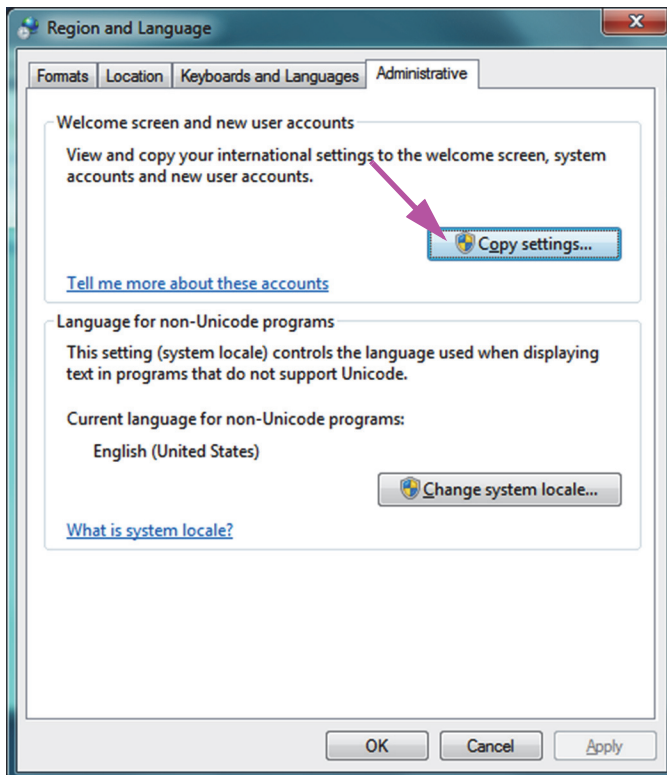 Region and Language
Formats Location Keyboards and Languages Administrative
Welcome screen and new user accounts
View and copy your international settings to the welcome screen, system
accounts and new user accounts.
Copy settings...
Tell me more about these accounts
Language for non-Unicode programs
This setting (system locale) controls the language used when displaying
text in programs that do not support Unicode.
Current language for non-Unicode programs:
English (United States)
Change system locale...
What is system locale?
OK Cancel Apply